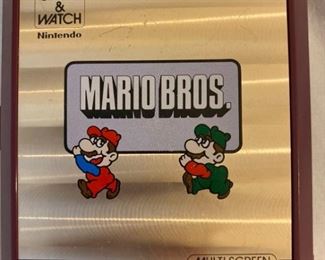 & WATCH
Nintendo
MARIO BROS.
MULTI SCREEN